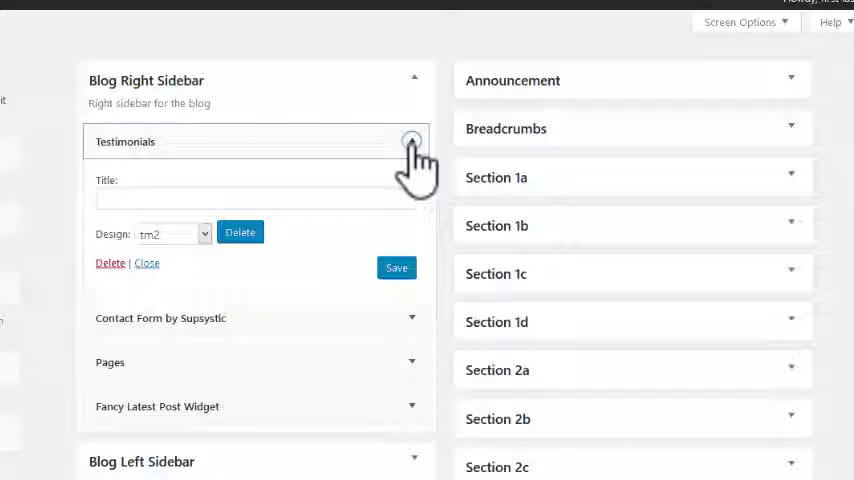 Screen Options
Help
it
Blog Right Sidebar
Right sidebar for the blog
Testimonials
Title:
Design: tm2 Delete
Delete | Close
Save
Contact Form by Supsystic
Pages
Fancy Latest Post Widget
Blog Left Sidebar
Announcement
Breadcrumbs
Section 1a
Section 1b
Section 1c
Section 1d
Section 2a
Section 2b
Section 2c